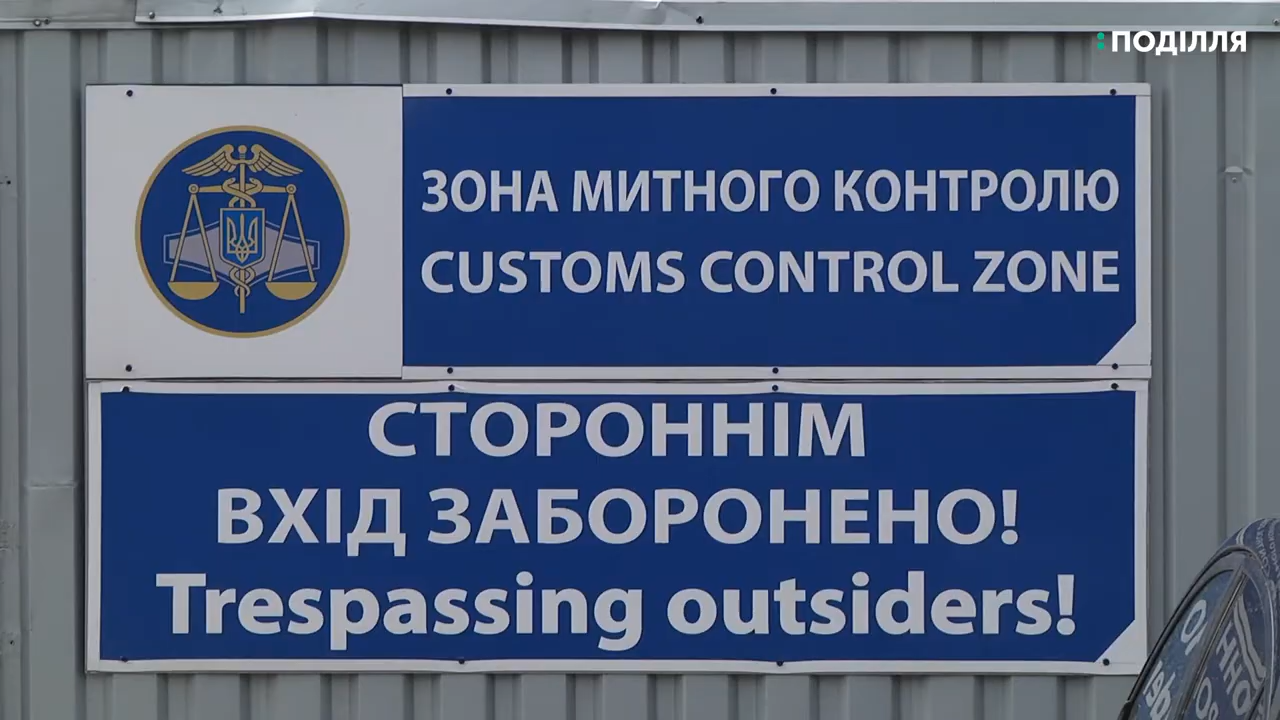 :ПОДІЛЛЯ
ЗОНА МИТНОГО КОНТРОЛЮ
CUSTOMS CONTROL ZONE
СТОРОННІМ
ВХІД ЗАБОРОНЕНО!
Trespassing outsiders!